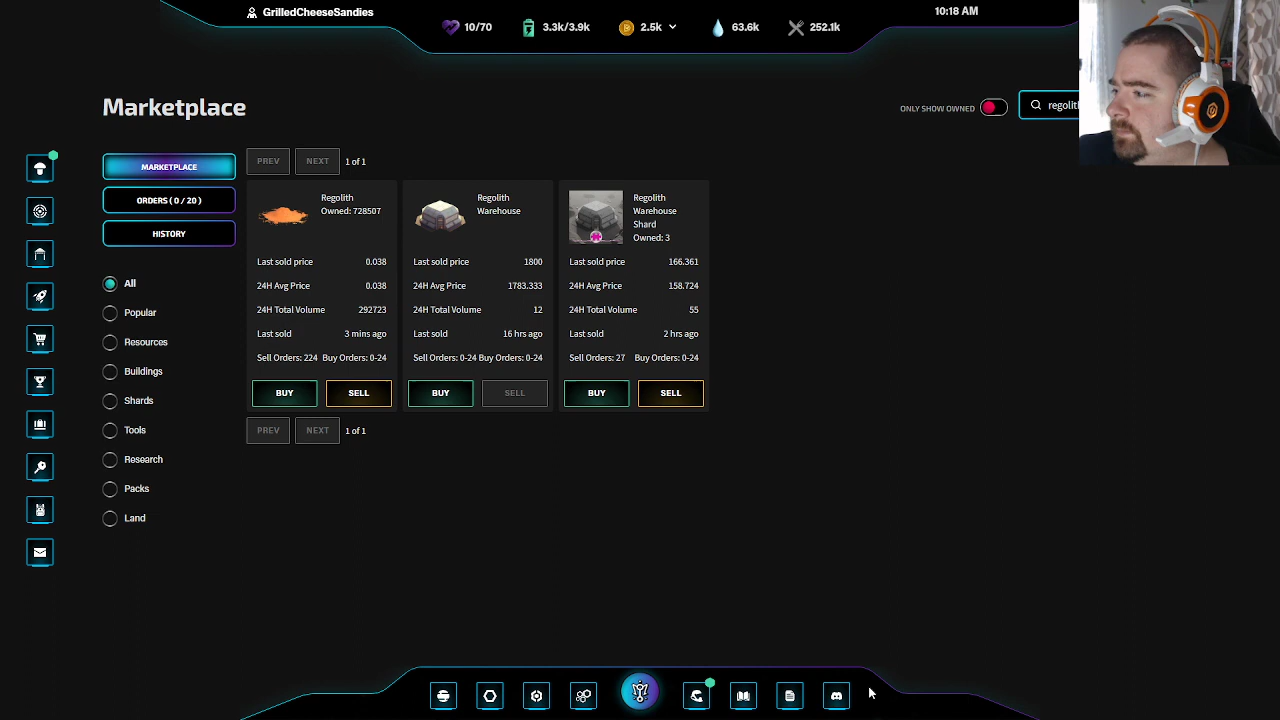 GrilledCheeseSandies
10/70
3.3k/3.9k
2.5k
63.6k
252.1k
10:18 AM
Marketplace
ONLY SHOW OWNED
regolith
MARKETPLACE
ORDERS ( 0 / 20 )
HISTORY
All
Popular
Resources
Buildings
Shards
Tools
Research
Packs
Land
PREV NEXT 1 of 1
Regolith
Owned: 728507
Last sold price 0.038
24H Avg Price 0.038
24H Total Volume 292723
Last sold 3 mins ago
Sell Orders: 224 Buy Orders: 0-24
BUY SELL
Regolith
Warehouse
Last sold price 1800
24H Avg Price 1783.333
24H Total Volume 12
Last sold 16 hrs ago
Sell Orders: 0-24 Buy Orders: 0-24
BUY SELL
Regolith
Warehouse
Shard
Owned: 3
Last sold price 166.361
24H Avg Price 158.724
24H Total Volume 55
Last sold 2 hrs ago
Sell Orders: 27 Buy Orders: 0-24
BUY SELL
PREV NEXT 1 of 1